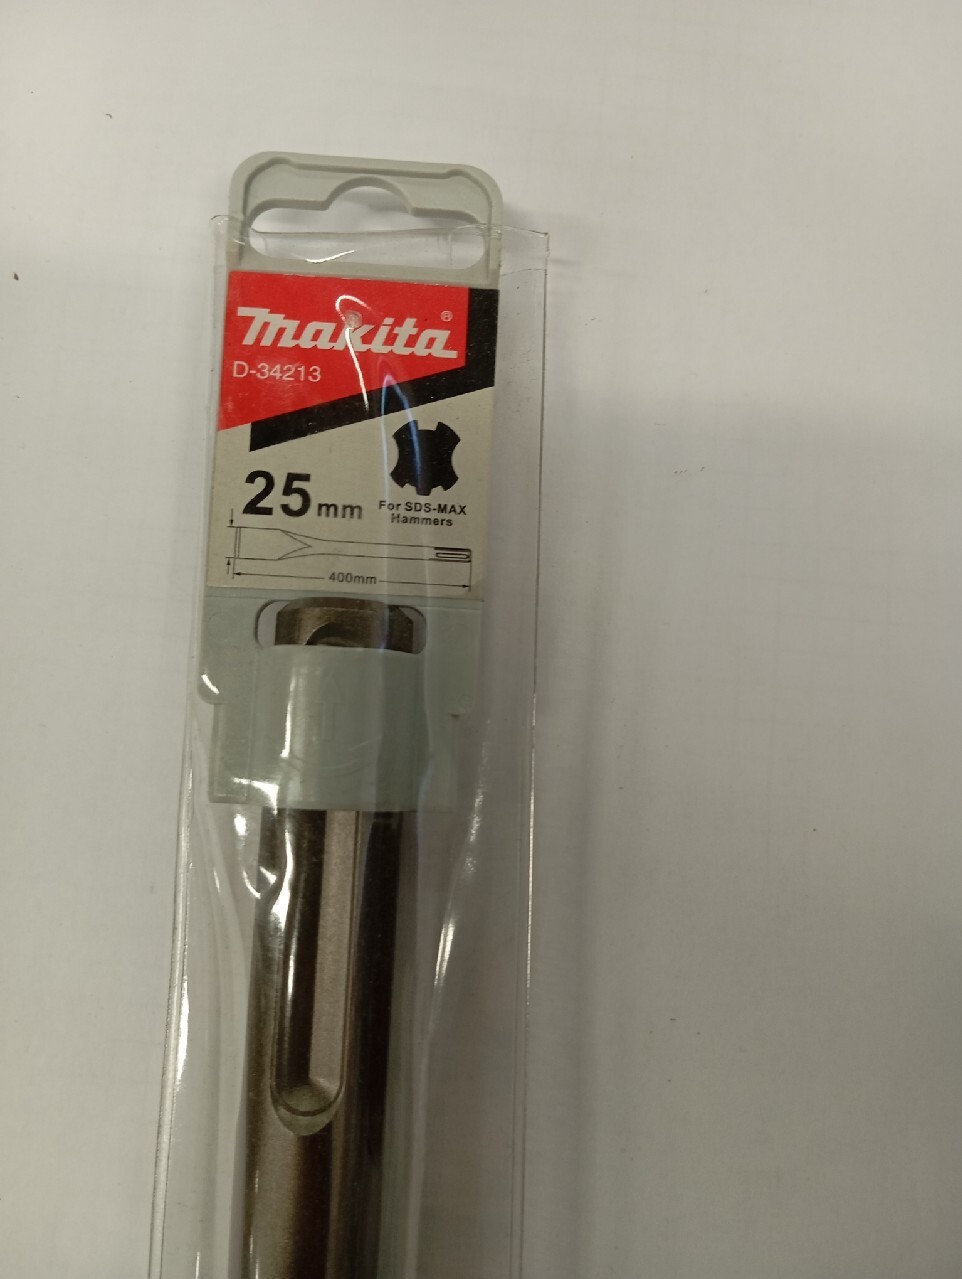 makita®
D-34213
25mm
For SDS-MAX
Hammers
400mm